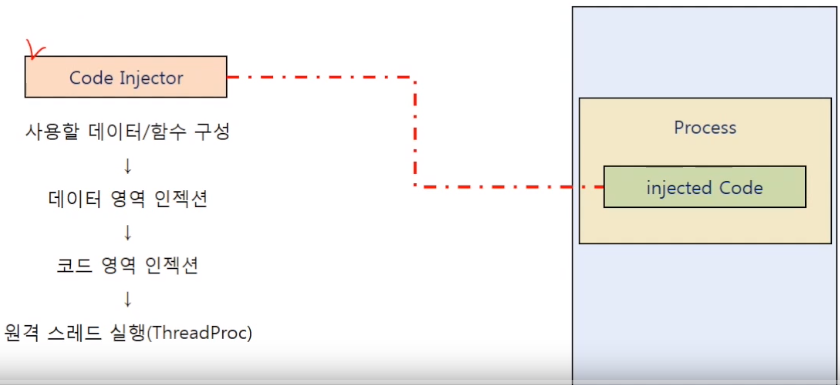 Code Injector
사용할 데이터/함수 구성
↓
데이터 영역 인젝션
↓
코드 영역 인젝션
↓
원격 스레드 실행(ThreadProc)
Process
injected Code